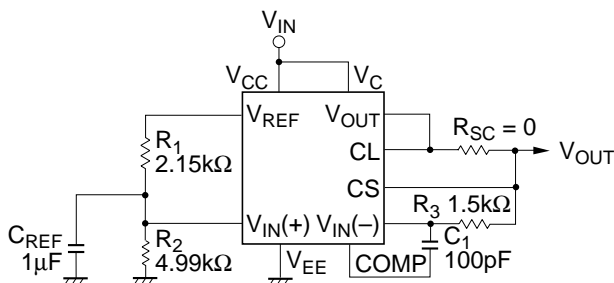 VIN
VCC
VC
VREF
VOUT
RSC = 0
VOUT
R1
2.15kΩ
CL
CS
R3 1.5kΩ
VIN(+)
VIN(−)
CREF
1μF
R2
4.99kΩ
C1
100pF
VEE
COMP